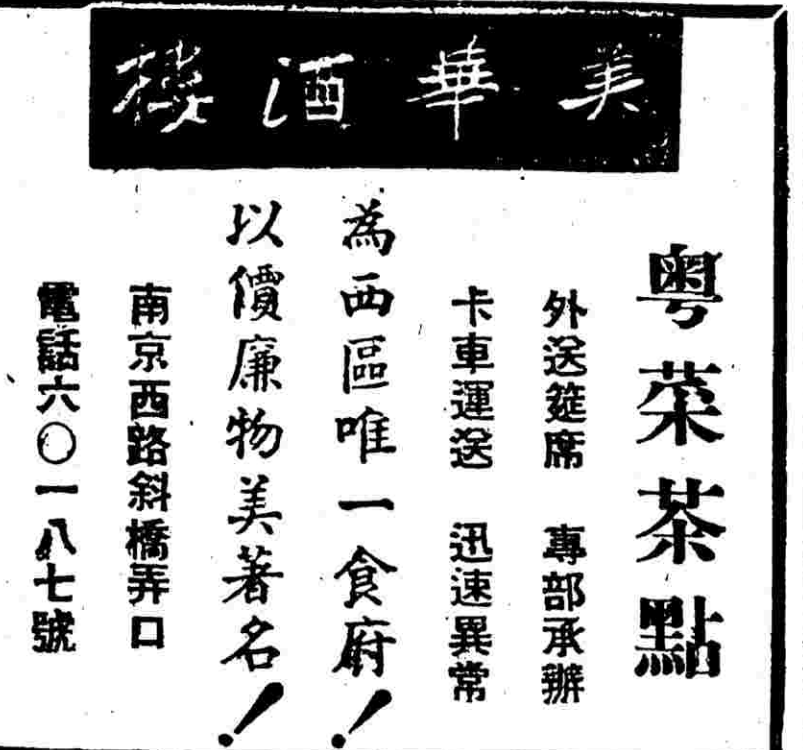 美華酒樓
粤菜茶點
外送筵席 專部承辦
卡車運送 迅速異常
為西區唯一食府！
以價廉物美著名！
南京西路斜橋弄口
電話六〇一八七號